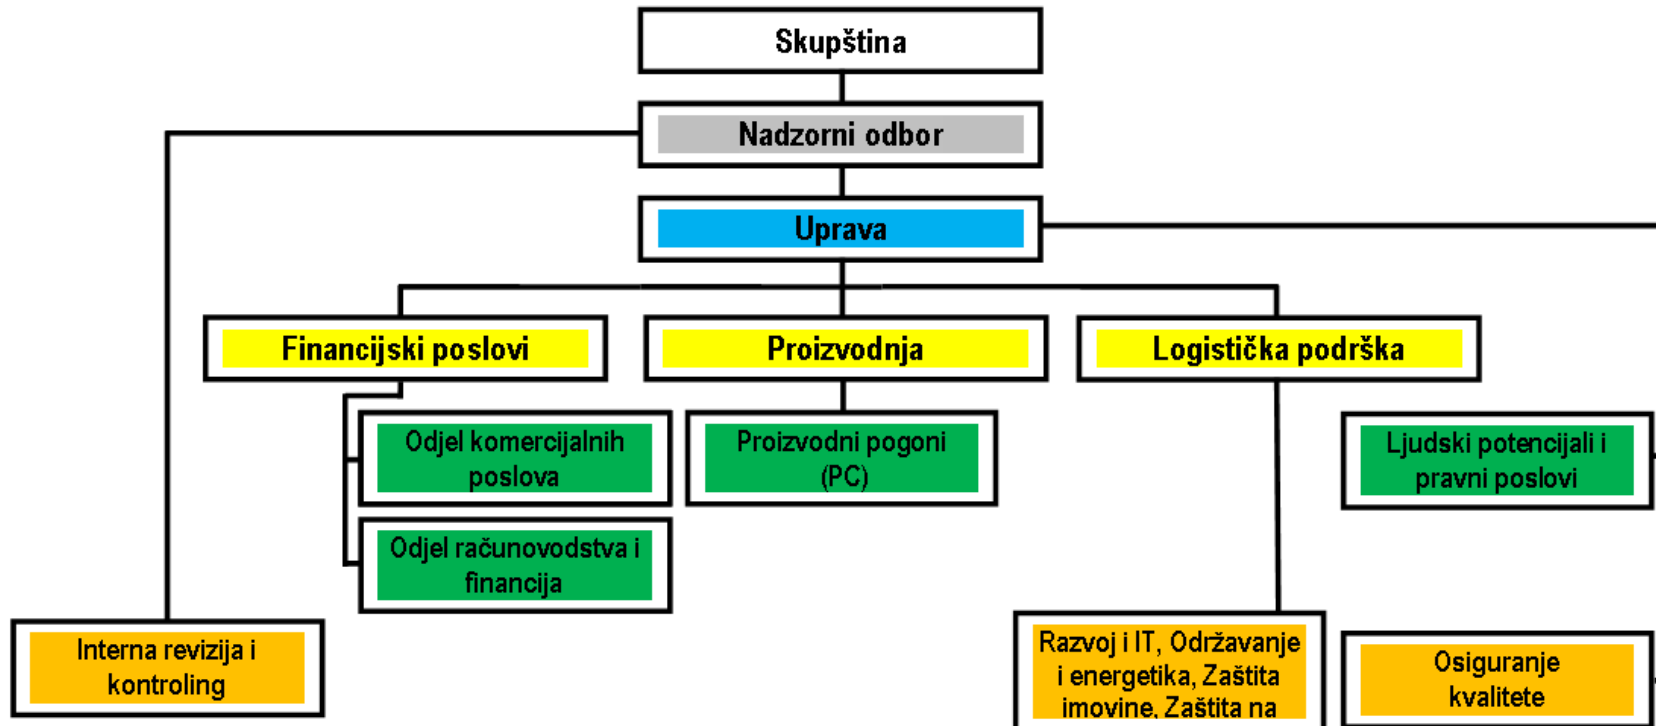 Skupština
Nadzorni odbor
Uprava
Financijski poslovi
Proizvodnja
Logistička podrška
Odjel komercijalnih
poslova
Proizvodni pogoni
(PC)
Ljudski potencijali i
pravni poslovi
Odjel računovodstva i
financija
Interna revizija i
kontroling
Razvoj i IT, Održavanje
i energetika, Zaštita
imovine, Zaštita na
Osiguranje
kvalitete